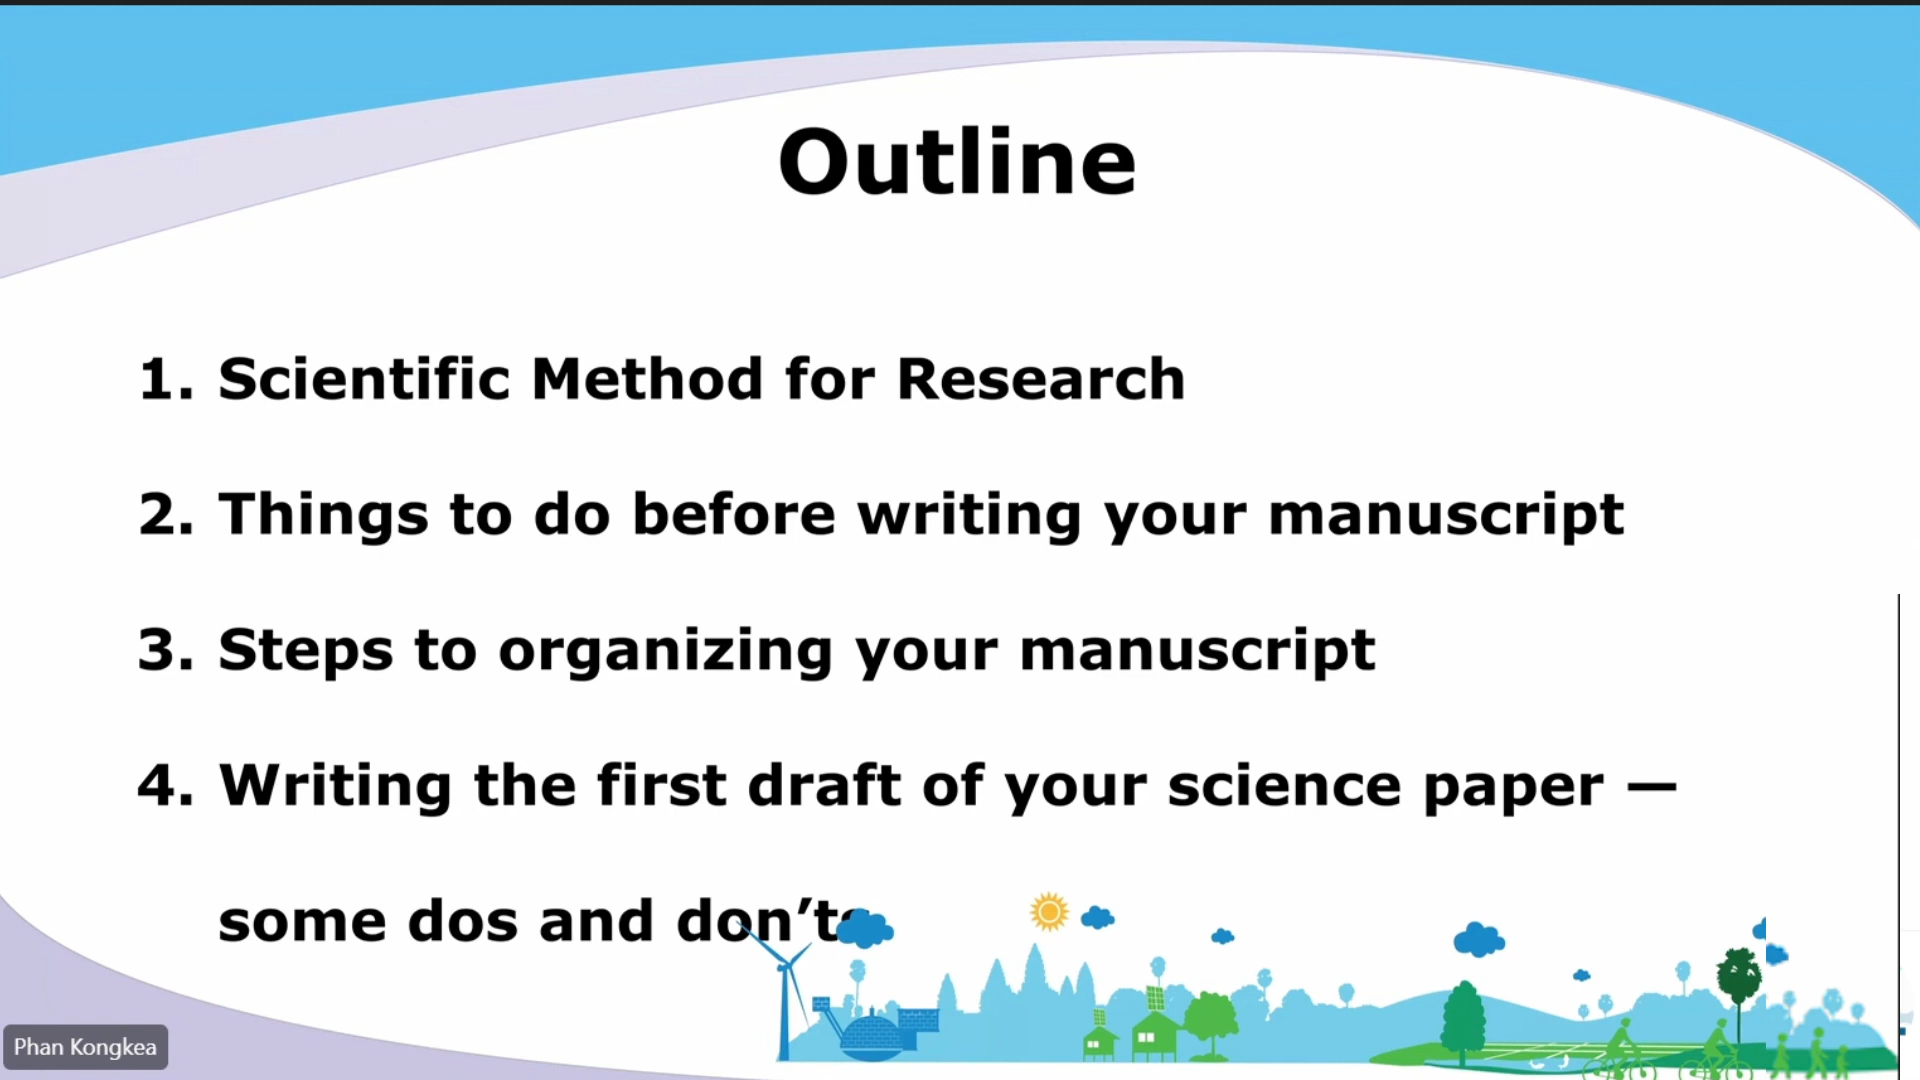 Outline
1. Scientific Method for Research
2. Things to do before writing your manuscript
3. Steps to organizing your manuscript
4. Writing the first draft of your science paper —
some dos and don’ts
Phan Kongkea